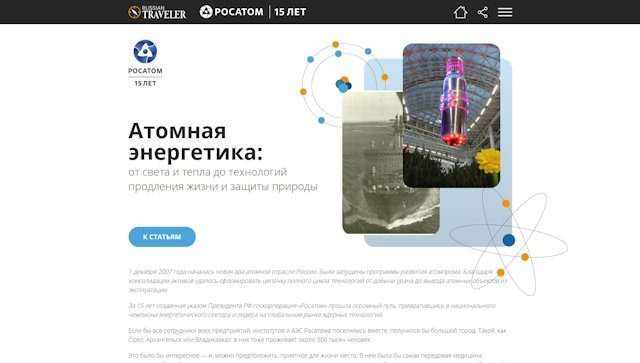 RUSSIAN
TRAVELER
РОСАТОМ
15 ЛЕТ
РОСАТОМ
15 ЛЕТ
Атомная
энергетика:
от света и тепла до технологий
продления жизни и защиты природы
К СТАТЬЯМ
1 декабря 2007 года началась новая эра атомной отрасли России. Были запущены программы развития атомпрома. Благодаря
консолидации активов удалось сформировать цепочку полного цикла технологий от добычи урана до вывода атомных объектов из
эксплуатации.
За 15 лет созданная указом Президента РФ госкорпорация «Росатом» прошла огромный путь, превратившись в национального
чемпиона энергетического сектора и лидера на глобальном рынке ядерных технологий.
Если бы все сотрудники всех предприятий, институтов и АЭС Росатома поселились вместе, получился бы большой город. Такой, как
Орел, Архангельск или Владикавказ: в них тоже проживает около 300 тысяч человек.
Это было бы интересное — и, можно предположить, приятное для жизни место. В нем была бы самая передовая медицина: